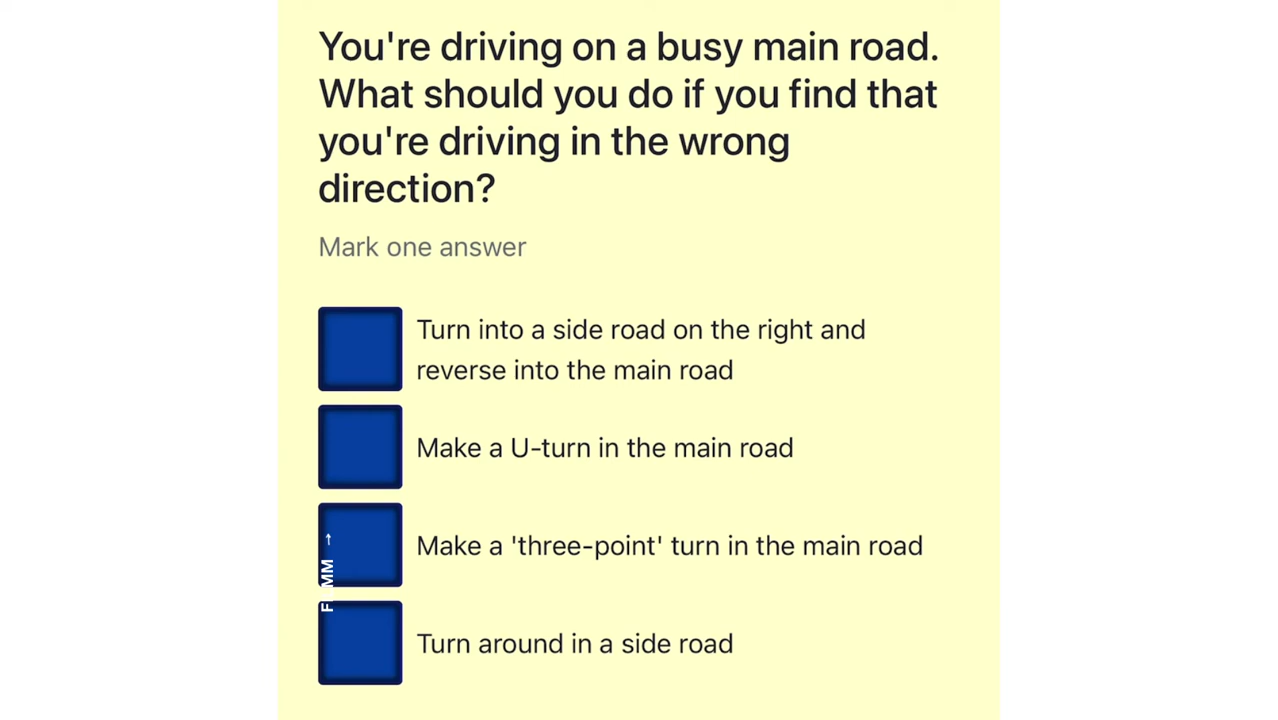 You're driving on a busy main road.
What should you do if you find that
you're driving in the wrong
direction?
Mark one answer
Turn into a side road on the right and
reverse into the main road
Make a U-turn in the main road
Make a 'three-point' turn in the main road
Turn around in a side road